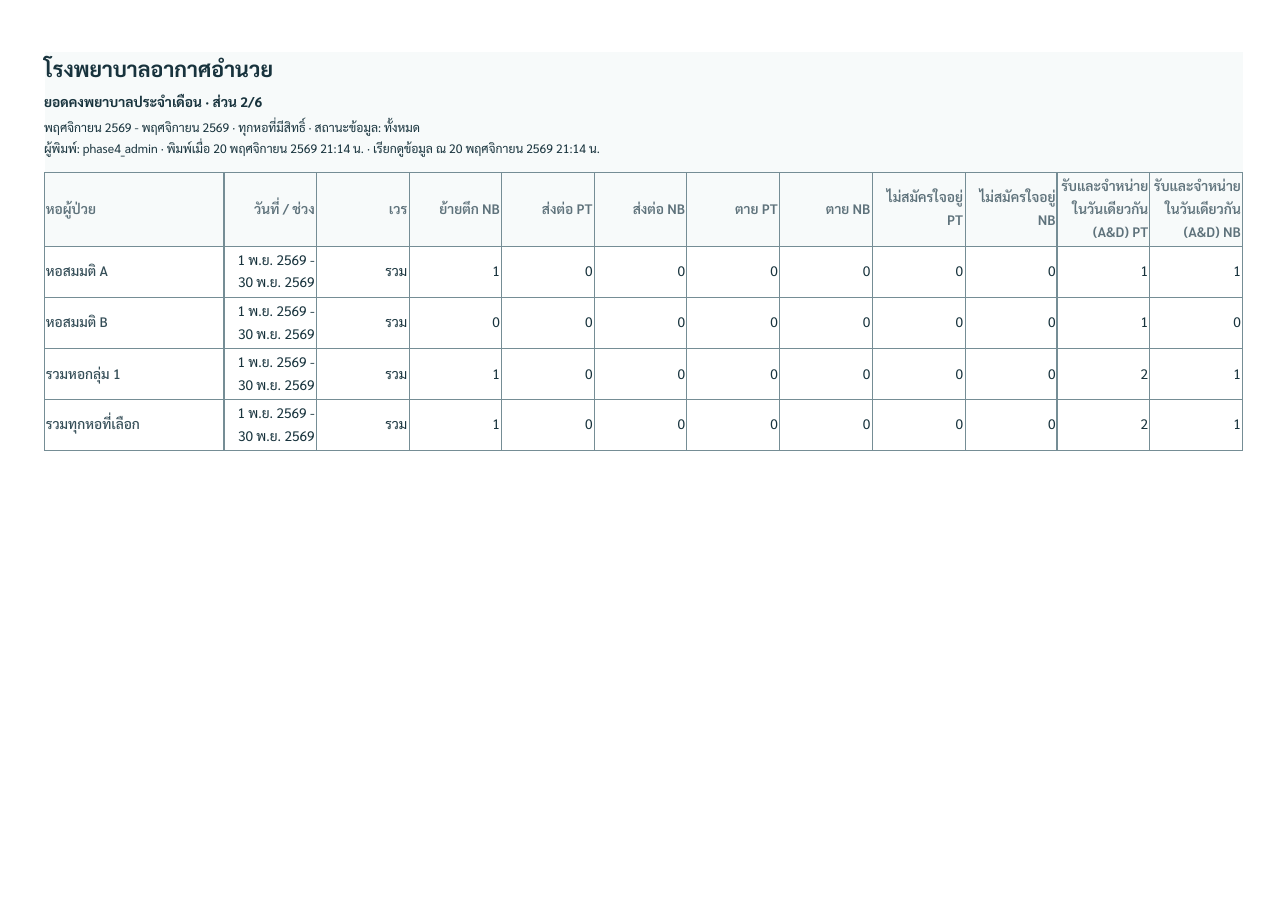 โรงพยาบาลอากาศอำนวย
ยอดคงพยาบาลประจำเดือน · ส่วน 2/6
พฤศจิกายน 2569 - พฤศจิกายน 2569 · ทุกหอที่มีสิทธิ์ · สถานะข้อมูล: ทั้งหมด
ผู้พิมพ์: phase4_admin · พิมพ์เมื่อ 20 พฤศจิกายน 2569 21:14 น. · เรียกดูข้อมูล ณ 20 พฤศจิกายน 2569 21:14 น.
หอผู้ป่วย
วันที่ / ช่วง
เวร
ย้ายตึก NB
ส่งต่อ PT
ส่งต่อ NB
ตาย PT
ตาย NB
ไม่สมัครใจอยู่
PT
ไม่สมัครใจอยู่
NB
รับและจำหน่าย
ในวันเดียวกัน
(A&D) PT
รับและจำหน่าย
ในวันเดียวกัน
(A&D) NB
หอสมมติ A
1 พ.ย. 2569 -
30 พ.ย. 2569
รวม
1
0
0
0
0
0
0
1
1
หอสมมติ B
1 พ.ย. 2569 -
30 พ.ย. 2569
รวม
0
0
0
0
0
0
0
1
0
รวมหอกลุ่ม 1
1 พ.ย. 2569 -
30 พ.ย. 2569
รวม
1
0
0
0
0
0
0
2
1
รวมทุกหอที่เลือก
1 พ.ย. 2569 -
30 พ.ย. 2569
รวม
1
0
0
0
0
0
0
2
1